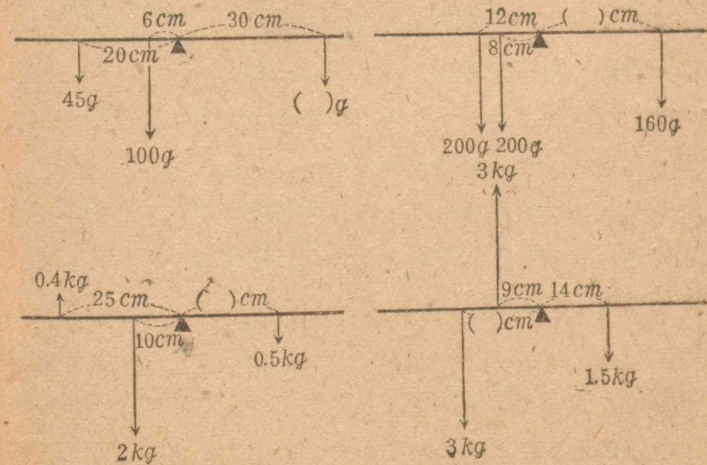 6cm 30cm
20cm
45g ( )g
100g
12cm ( )cm
8cm
160g
200g 200g
0.4kg
25cm ( )cm
10cm
0.5kg
2kg
3kg
9cm 14cm
( )cm
1.5kg
3kg